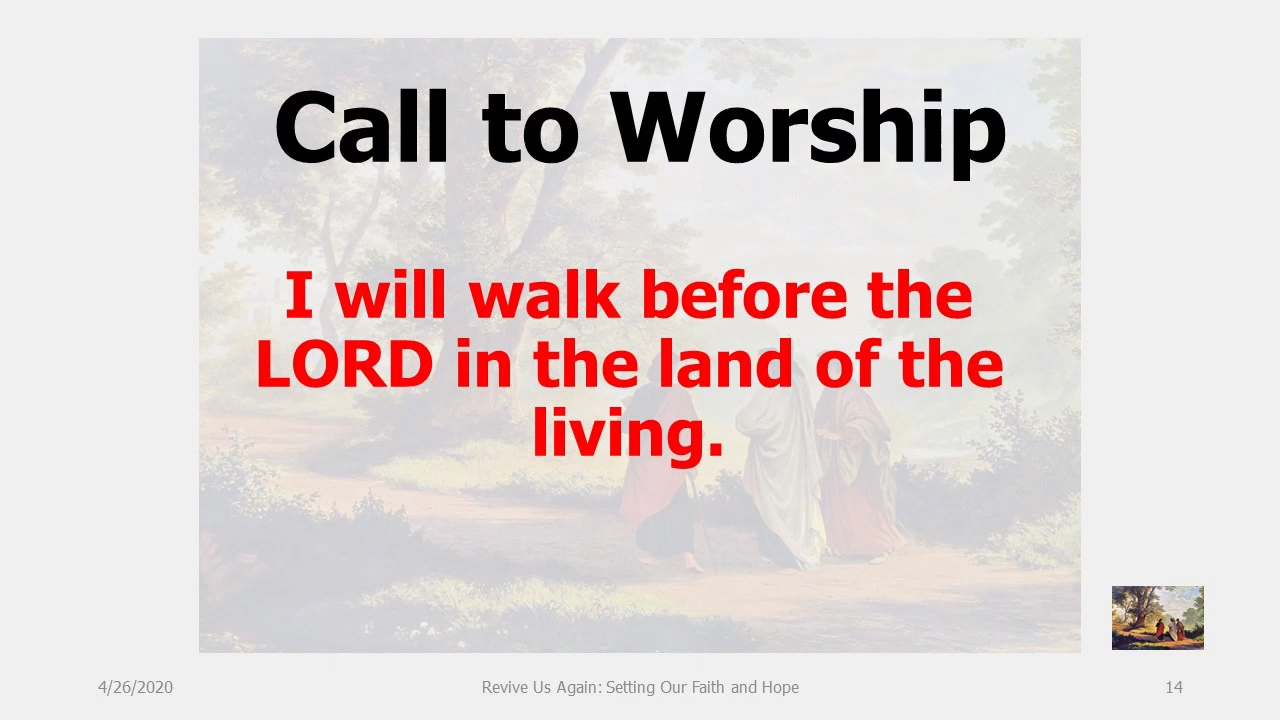 Call to Worship
I will walk before the
LORD in the land of the
living.
4/26/2020
Revive Us Again: Setting Our Faith and Hope
14